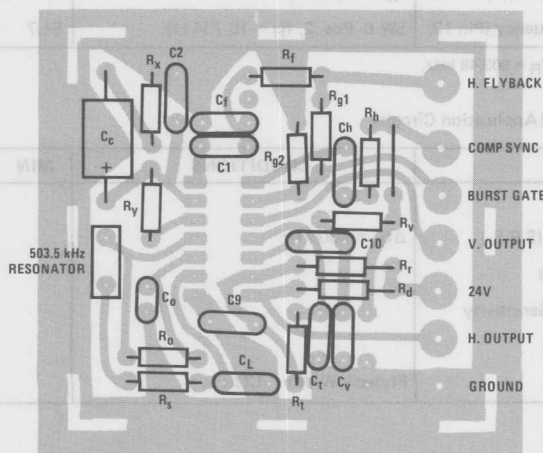 C2
Rx
Rf
H. FLYBACK
Cf
Rg1
Rh
Cc
Ch
COMP SYNC
C1
Rg2
+
BURST GATE
Ry
Rv
C10
V. OUTPUT
503.5 kHz
RESONATOR
Rr
24V
Co
Rd
C9
H. OUTPUT
Ro
CL
Ct
Cv
Rs
Rt
GROUND